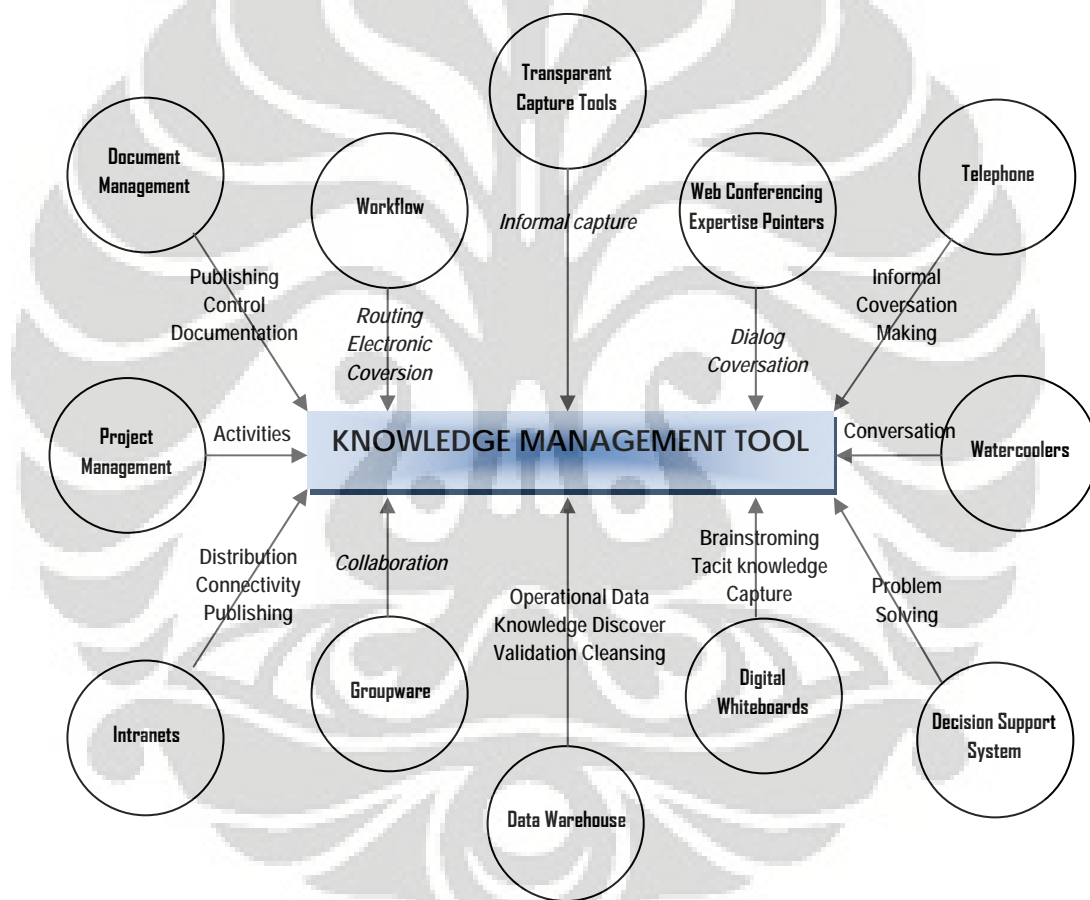 Transparant
Capture Tools
Document
Management
Workflow
Web Conferencing
Expertise Pointers
Telephone
Informal capture
Publishing
Control
Documentation
Routing
Electronic
Coversion
Dialog
Coversation
Informal
Coversation
Making
Project
Management
Activities
KNOWLEDGE MANAGEMENT TOOL
Conversation
Watercoolers
Distribution
Connectivity
Publishing
Collaboration
Operational Data
Knowledge Discover
Validation Cleansing
Brainstroming
Tacit knowledge
Capture
Problem
Solving
Intranets
Groupware
Data Warehouse
Digital
Whiteboards
Decision Support
System